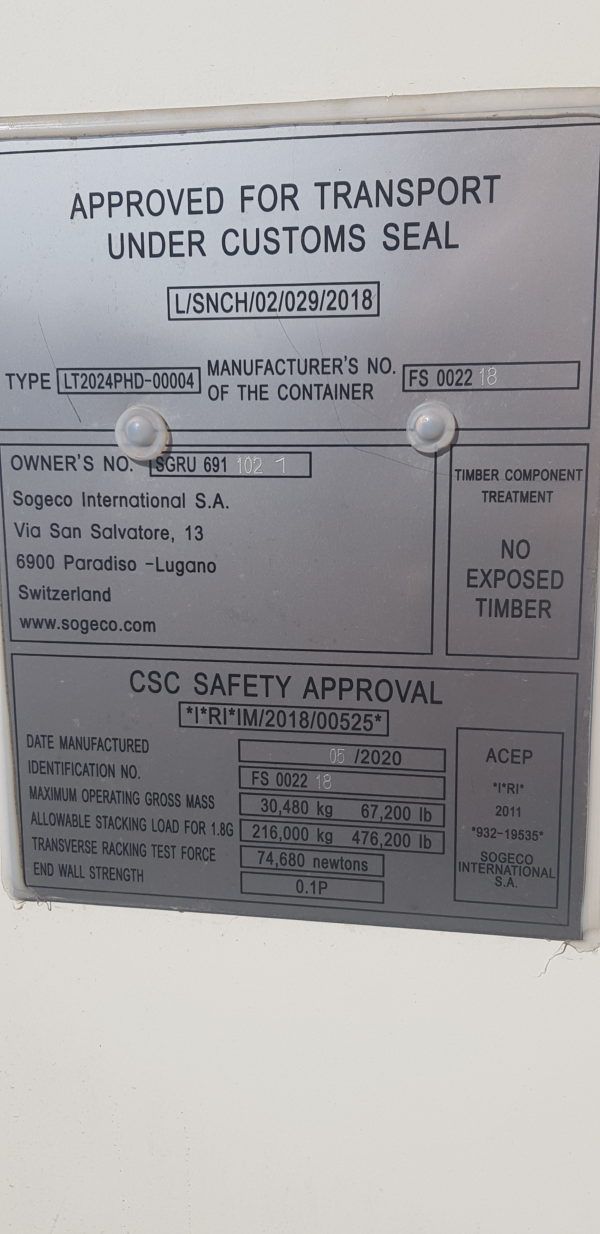 APPROVED FOR TRANSPORT
UNDER CUSTOMS SEAL
L/SNCH/02/029/2018
TYPE LT2024PHD-00004 MANUFACTURER'S NO. OF THE CONTAINER FS 0022 18
OWNER'S NO. SGRU 691 102 1
Sogeco International S.A.
Via San Salvatore, 13
6900 Paradiso -Lugano
Switzerland
www.sogeco.com
TIMBER COMPONENT
TREATMENT
NO
EXPOSED
TIMBER
CSC SAFETY APPROVAL
*I*RI*IM/2018/00525*
DATE MANUFACTURED 05 /2020
IDENTIFICATION NO. FS 0022 18
MAXIMUM OPERATING GROSS MASS 30,480 kg 67,200 lb
ALLOWABLE STACKING LOAD FOR 1.8G 216,000 kg 476,200 lb
TRANSVERSE RACKING TEST FORCE 74,680 newtons
END WALL STRENGTH 0.1P
ACEP
*I*RI*
2011
*932-19535*
SOGECO
INTERNATIONAL
S.A.